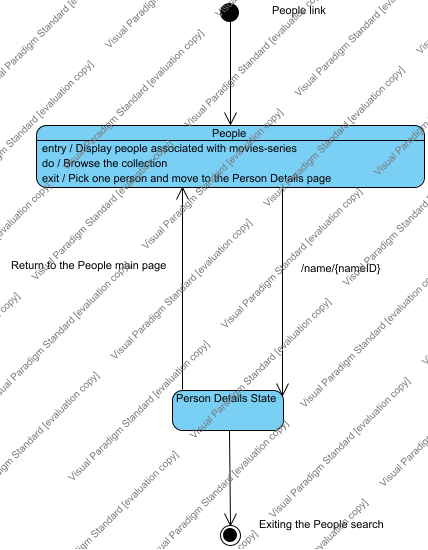 People link
People
entry / Display people associated with movies-series
do / Browse the collection
exit / Pick one person and move to the Person Details page
Return to the People main page
/name/{nameID}
Person Details State
Exiting the People search
Visual Paradigm Standard [evaluation copy]